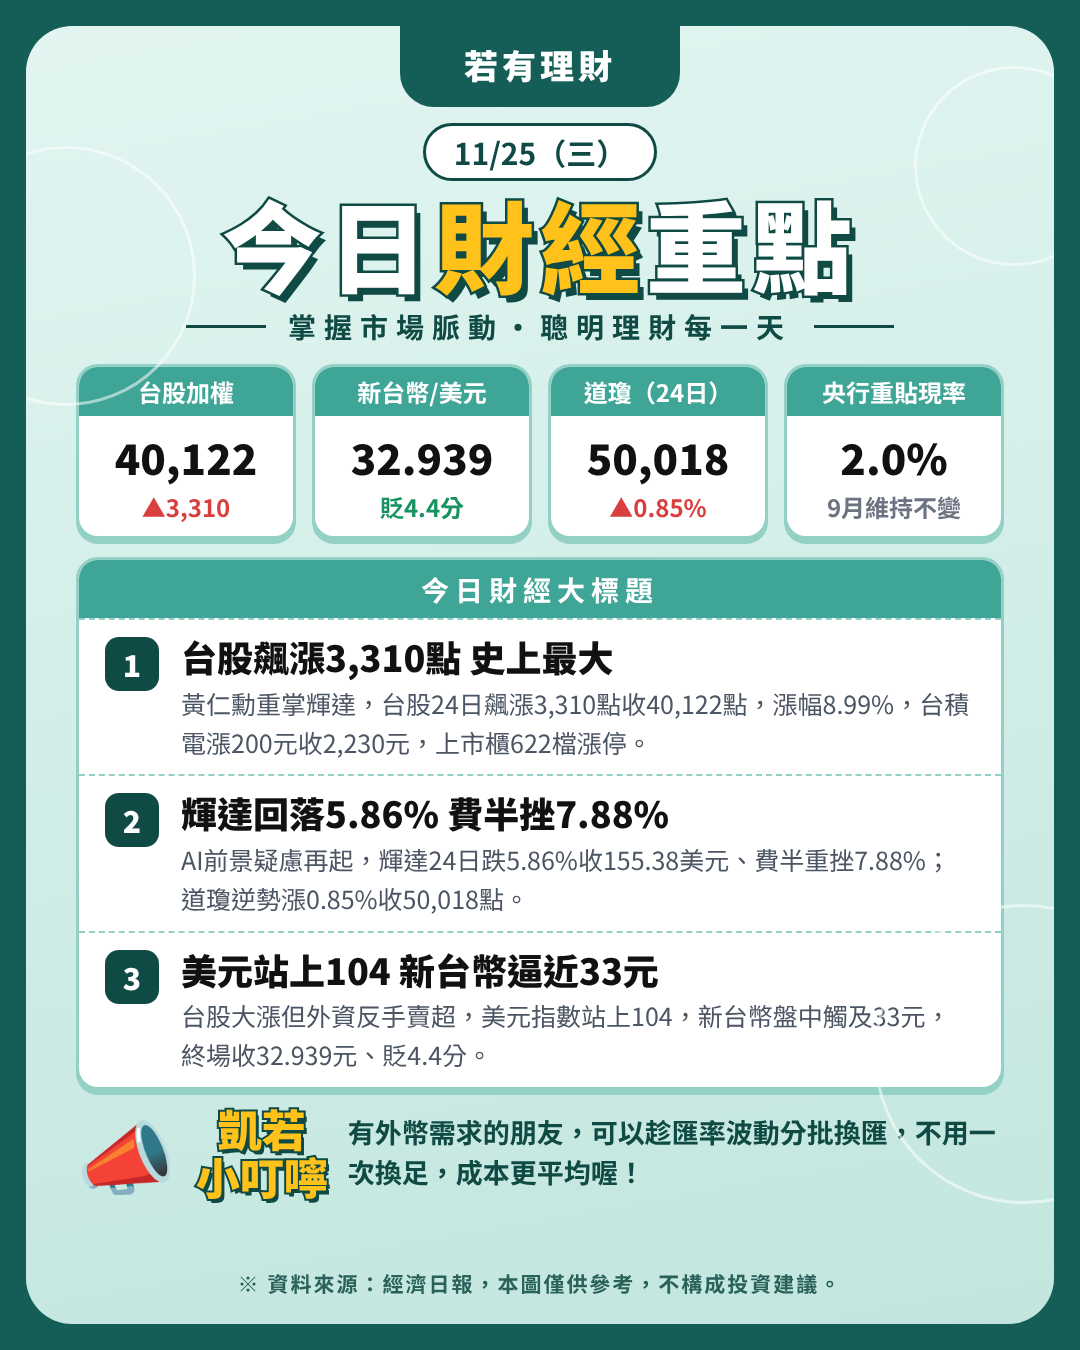 若有理財
11/25（三）
今日財經重點
掌握市場脈動・聰明理財每一天
台股加權
40,122
▲3,310
新台幣/美元
32.939
貶4.4分
道瓊（24日）
50,018
▲0.85%
央行重貼現率
2.0%
9月維持不變
今日財經大標題
1
台股飆漲3,310點 史上最大
黃仁勳重掌輝達，台股24日飆漲3,310點收40,122點，漲幅8.99%，台積
電漲200元收2,230元，上市櫃622檔漲停。
2
輝達回落5.86% 費半挫7.88%
AI前景疑慮再起，輝達24日跌5.86%收155.38美元、費半重挫7.88%；
道瓊逆勢漲0.85%收50,018點。
3
美元站上104 新台幣逼近33元
台股大漲但外資反手賣超，美元指數站上104，新台幣盤中觸及33元，
終場收32.939元、貶4.4分。
凱若
小叮嚀
有外幣需求的朋友，可以趁匯率波動分批換匯，不用一
次換足，成本更平均喔！
※ 資料來源：經濟日報，本圖僅供參考，不構成投資建議。